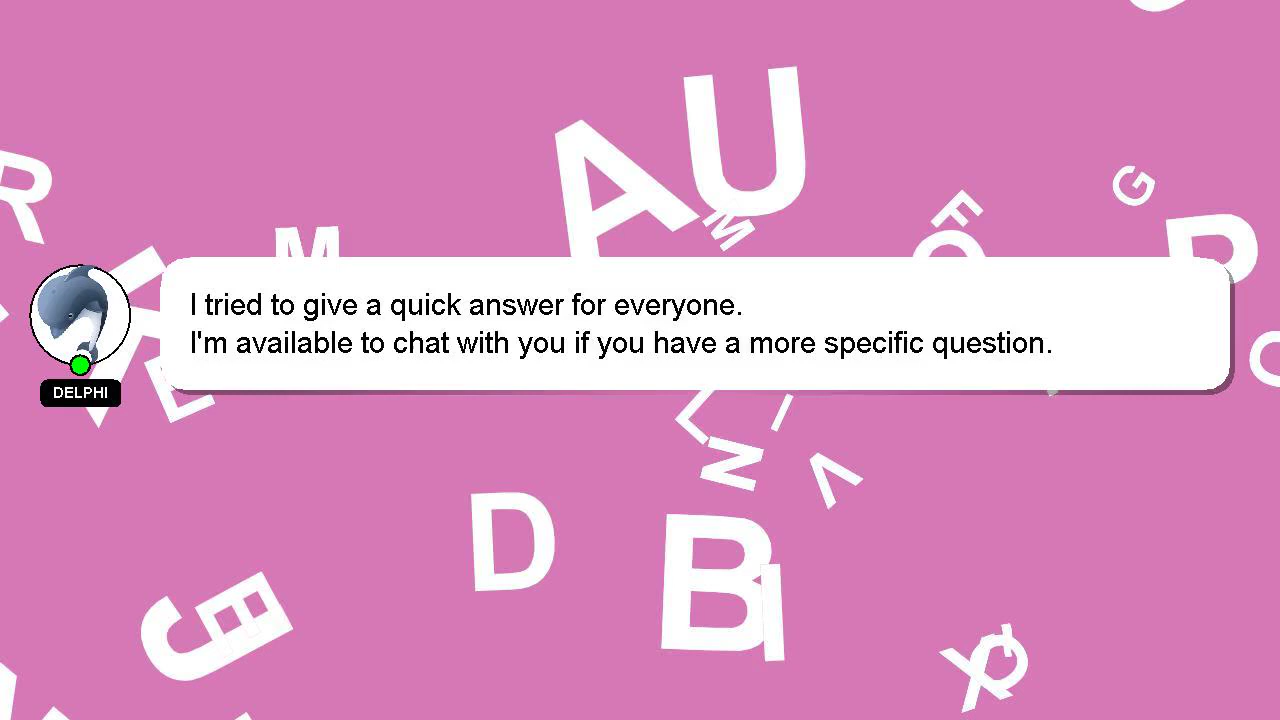 I tried to give a quick answer for everyone.
I'm available to chat with you if you have a more specific question.
DELPHI